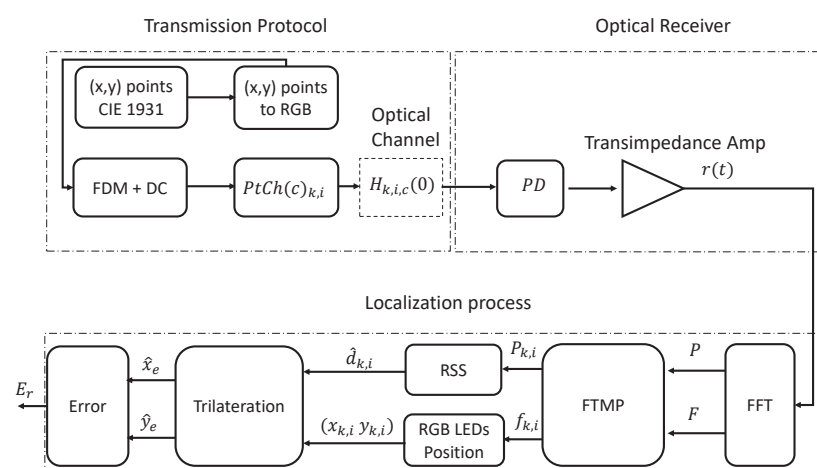 Transmission Protocol
Optical Receiver
(x,y) points
CIE 1931
(x,y) points
to RGB
Optical
Channel
Transimpedance Amp
FDM + DC
PtCh(c)k,i
Hk,i,c(0)
PD
r(t)
Localization process
Er
Error
x̂e
ŷe
Trilateration
d̂k,i
(xk,i yk,i)
RSS
RGB LEDs
Position
Pk,i
fk,i
FTMP
P
F
FFT